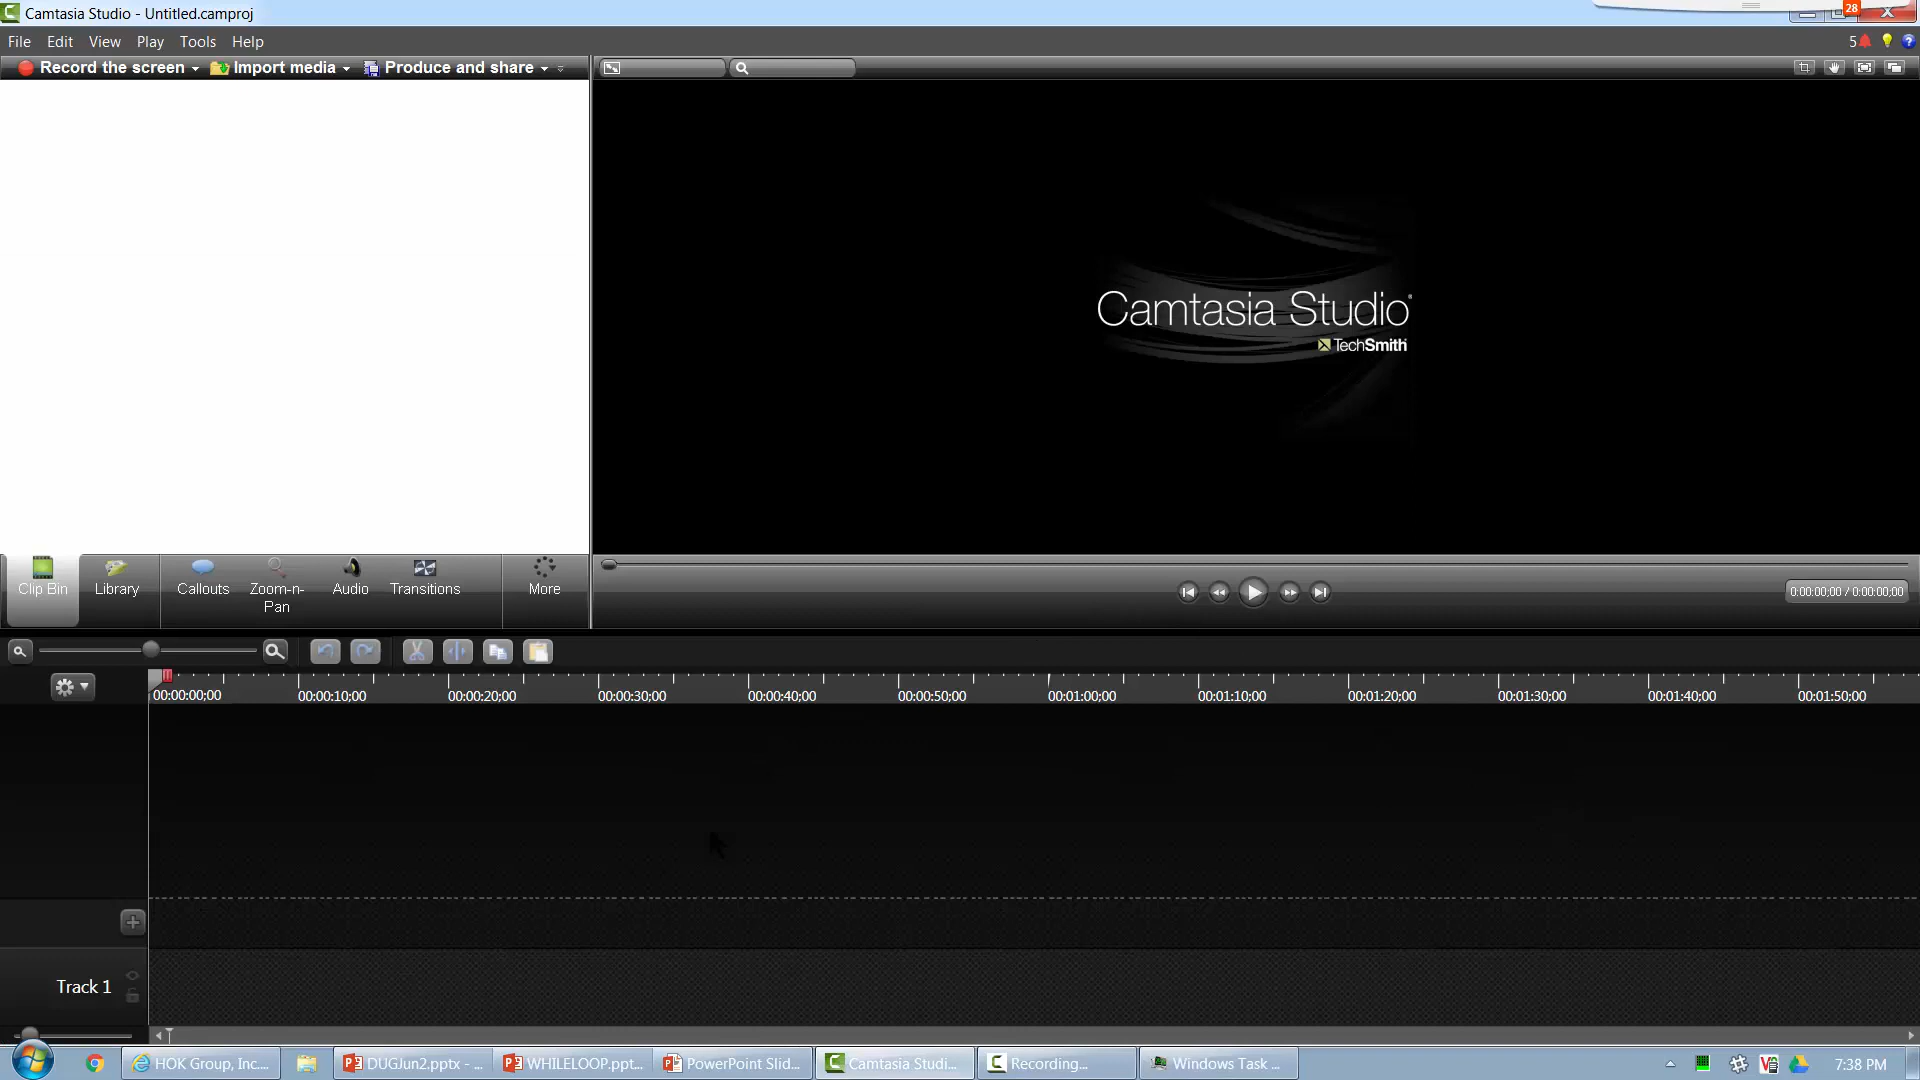 Camtasia Studio - Untitled.camproj
28
File Edit View Play Tools Help
5
Record the screen Import media Produce and share
Camtasia Studio
TechSmith
Clip Bin Library Callouts Zoom-n- Audio Transitions More
Pan
0:00:00;00 / 0:00:00;00
00:00:00;00 00:00:10;00 00:00:20;00 00:00:30;00 00:00:40;00 00:00:50;00 00:01:00;00 00:01:10;00 00:01:20;00 00:01:30;00 00:01:40;00 00:01:50;00
Track 1
HOK Group, Inc.... DUGJun2.pptx - ... WHILELOOP.ppt... PowerPoint Slid... Camtasia Studi... Recording... Windows Task ... 7:38 PM